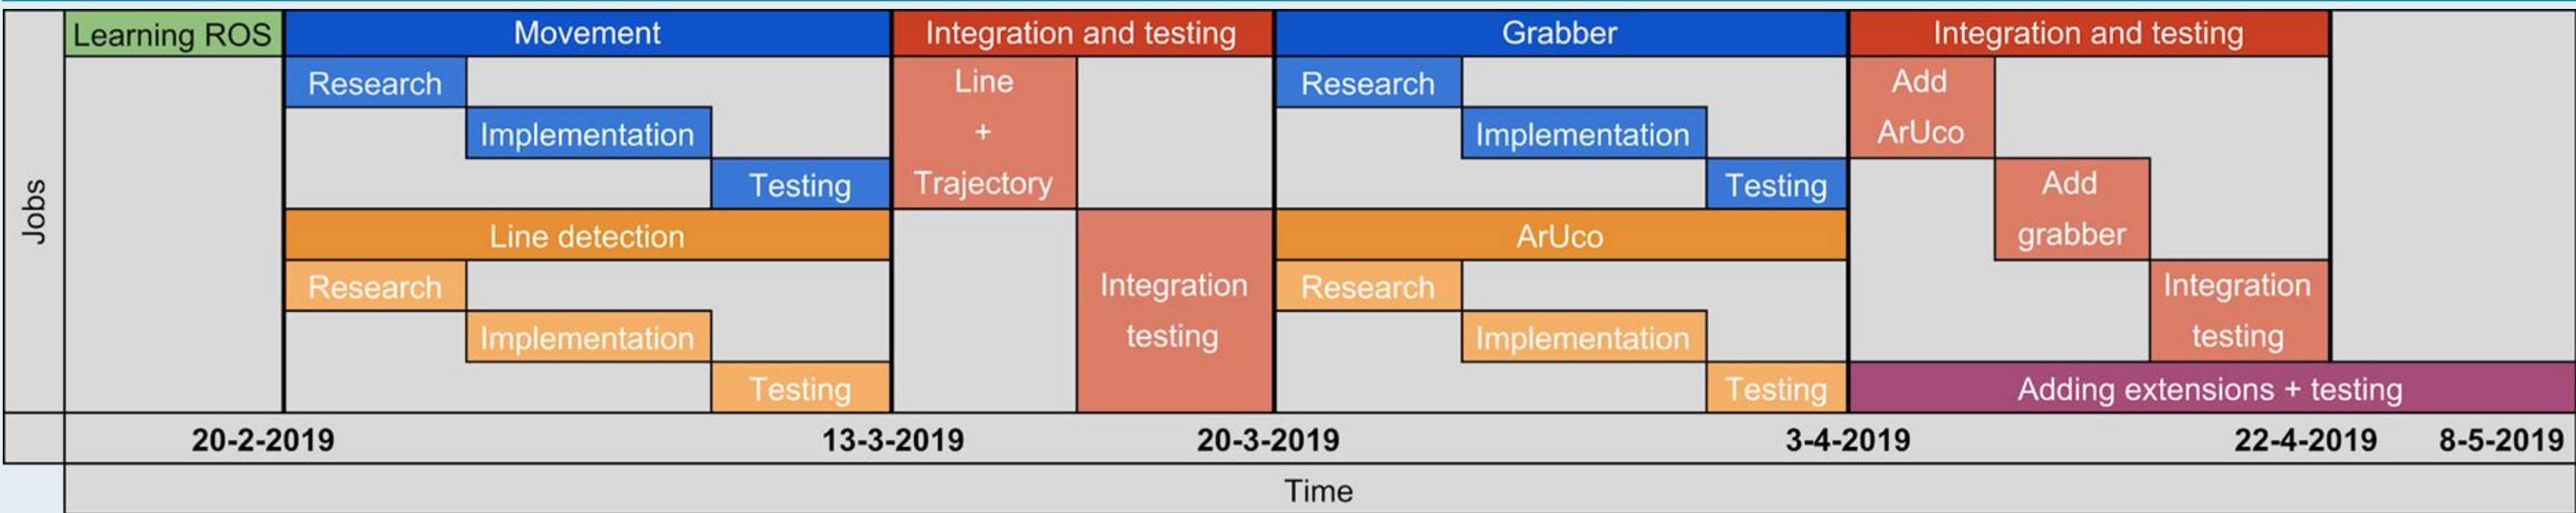 Learning ROS
Movement
Integration and testing
Grabber
Integration and testing
Research
Line
Research
Add
Implementation
+
Implementation
ArUco
Testing
Trajectory
Testing
Add
Jobs
Line detection
ArUco
grabber
Research
Integration
Research
Integration
Implementation
testing
Implementation
testing
Testing
Testing
Adding extensions + testing
20-2-2019
13-3-2019
20-3-2019
3-4-2019
22-4-2019
8-5-2019
Time